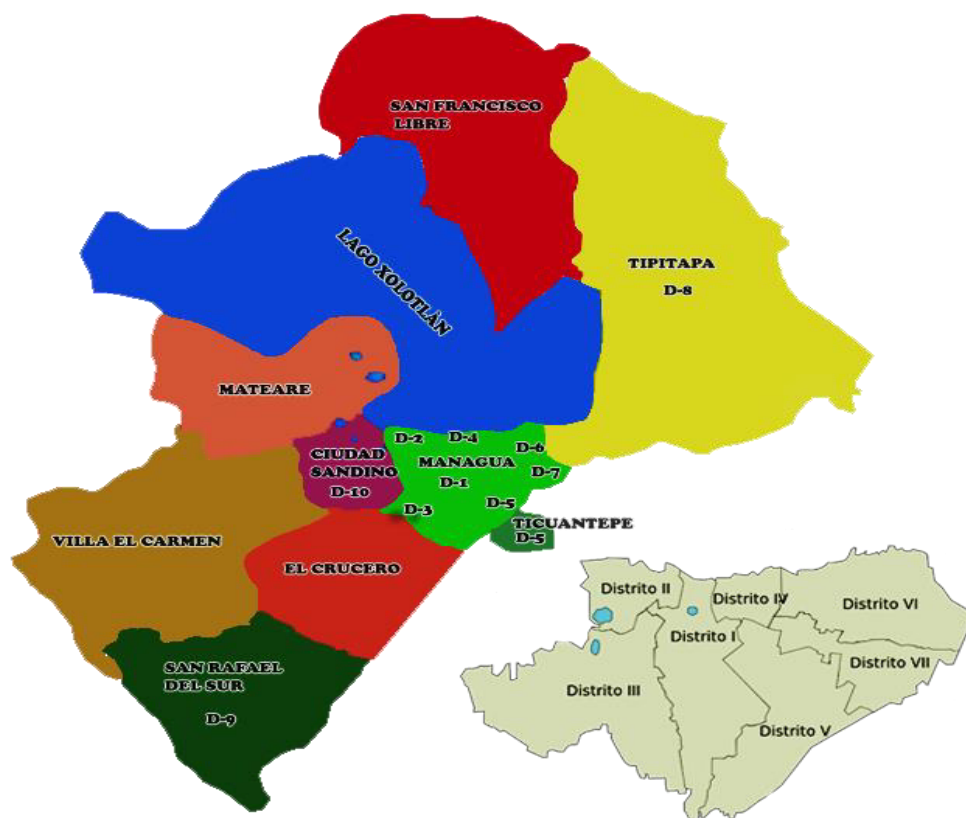 SAN FRANCISCO
LIBRE
TIPITAPA
D-8
LAGO XOLOTLÁN
MATEARE
D-2
D-4
D-6
CIUDAD
SANDINO
D-10
MANAGUA
D-1
D-7
D-3
D-5
TICUANTEPE
D-5
VILLA EL CARMEN
EL CRUCERO
SAN RAFAEL
DEL SUR
D-9
Distrito II
Distrito IV
Distrito VI
Distrito I
Distrito VII
Distrito III
Distrito V